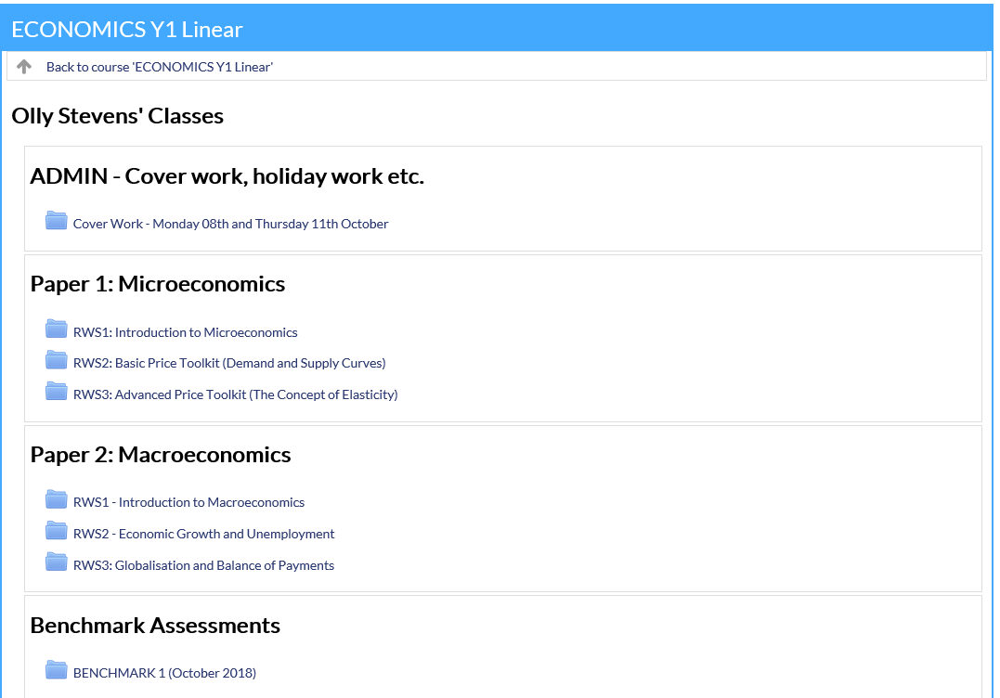 ECONOMICS Y1 Linear
Back to course 'ECONOMICS Y1 Linear'
Olly Stevens' Classes
ADMIN - Cover work, holiday work etc.
Cover Work - Monday 08th and Thursday 11th October
Paper 1: Microeconomics
RWS1: Introduction to Microeconomics
RWS2: Basic Price Toolkit (Demand and Supply Curves)
RWS3: Advanced Price Toolkit (The Concept of Elasticity)
Paper 2: Macroeconomics
RWS1 - Introduction to Macroeconomics
RWS2 - Economic Growth and Unemployment
RWS3: Globalisation and Balance of Payments
Benchmark Assessments
BENCHMARK 1 (October 2018)